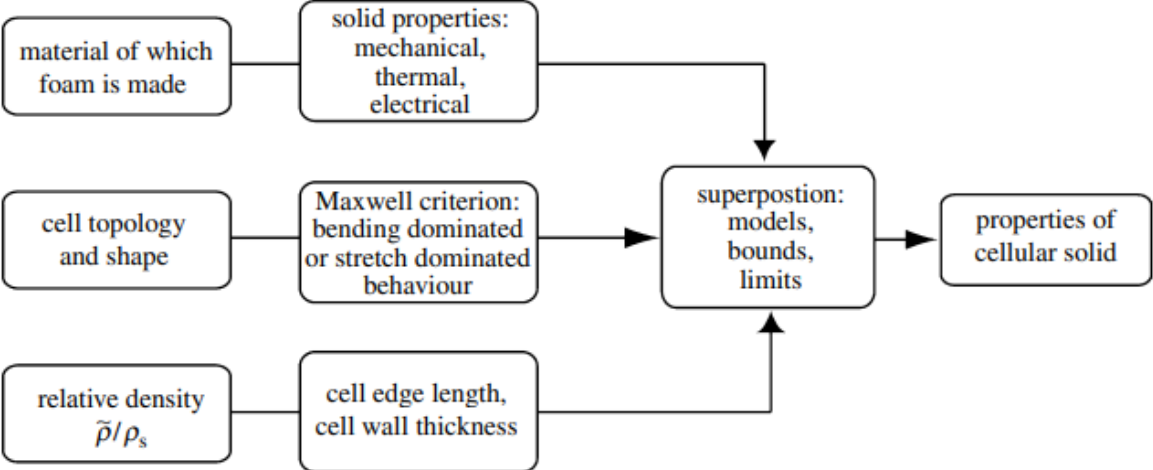 material of which
foam is made
solid properties:
mechanical,
thermal,
electrical
cell topology
and shape
Maxwell criterion:
bending dominated
or stretch dominated
behaviour
superpostion:
models,
bounds,
limits
properties of
cellular solid
relative density
ρ̃/ρₛ
cell edge length,
cell wall thickness